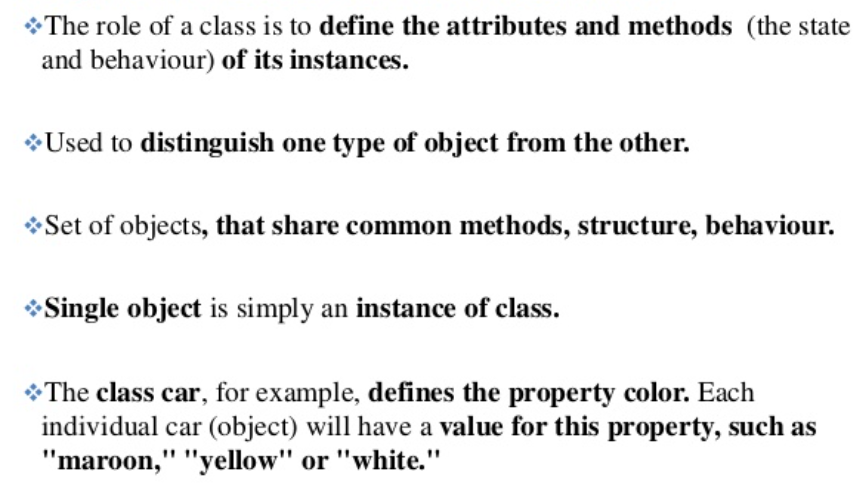 ❖The role of a class is to define the attributes and methods (the state
and behaviour) of its instances.
❖Used to distinguish one type of object from the other.
❖Set of objects, that share common methods, structure, behaviour.
❖Single object is simply an instance of class.
❖The class car, for example, defines the property color. Each
individual car (object) will have a value for this property, such as
"maroon," "yellow" or "white."